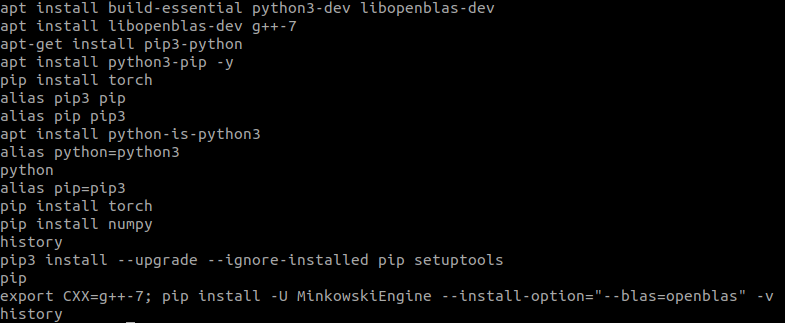 apt install build-essential python3-dev libopenblas-dev
apt install libopenblas-dev g++-7
apt-get install pip3-python
apt install python3-pip -y
pip install torch
alias pip3 pip
alias pip pip3
apt install python-is-python3
alias python=python3
python
alias pip=pip3
pip install torch
pip install numpy
history
pip3 install --upgrade --ignore-installed pip setuptools
pip
export CXX=g++-7; pip install -U MinkowskiEngine --install-option="--blas=openblas" -v
history